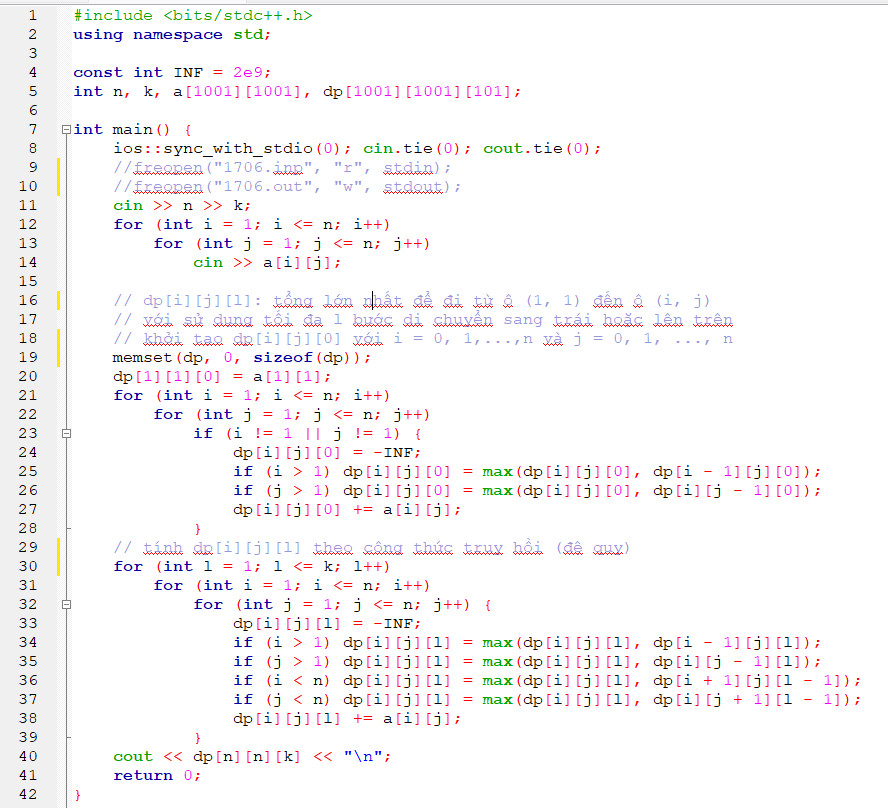 1 #include <bits/stdc++.h>
2 using namespace std;
3
4 const int INF = 2e9;
5 int n, k, a[1001][1001], dp[1001][1001][101];
6
7 int main() {
8 ios::sync_with_stdio(0); cin.tie(0); cout.tie(0);
9 //freopen("1706.inp", "r", stdin);
10 //freopen("1706.out", "w", stdout);
11 cin >> n >> k;
12 for (int i = 1; i <= n; i++)
13 for (int j = 1; j <= n; j++)
14 cin >> a[i][j];
15
16 // dp[i][j][l]: tổng lớn nhất để đi từ ô (1, 1) đến ô (i, j)
17 // với sử dụng tối đa l bước di chuyển sang trái hoặc lên trên
18 // khởi tạo dp[i][j][0] với i = 0, 1,...,n và j = 0, 1, ..., n
19 memset(dp, 0, sizeof(dp));
20 dp[1][1][0] = a[1][1];
21 for (int i = 1; i <= n; i++)
22 for (int j = 1; j <= n; j++)
23 if (i != 1 || j != 1) {
24 dp[i][j][0] = -INF;
25 if (i > 1) dp[i][j][0] = max(dp[i][j][0], dp[i - 1][j][0]);
26 if (j > 1) dp[i][j][0] = max(dp[i][j][0], dp[i][j - 1][0]);
27 dp[i][j][0] += a[i][j];
28 }
29 // tính dp[i][j][l] theo công thức truy hồi (đệ quy)
30 for (int l = 1; l <= k; l++)
31 for (int i = 1; i <= n; i++)
32 for (int j = 1; j <= n; j++) {
33 dp[i][j][l] = -INF;
34 if (i > 1) dp[i][j][l] = max(dp[i][j][l], dp[i - 1][j][l]);
35 if (j > 1) dp[i][j][l] = max(dp[i][j][l], dp[i][j - 1][l]);
36 if (i < n) dp[i][j][l] = max(dp[i][j][l], dp[i + 1][j][l - 1]);
37 if (j < n) dp[i][j][l] = max(dp[i][j][l], dp[i][j + 1][l - 1]);
38 dp[i][j][l] += a[i][j];
39 }
40 cout << dp[n][n][k] << "\n";
41 return 0;
42 }